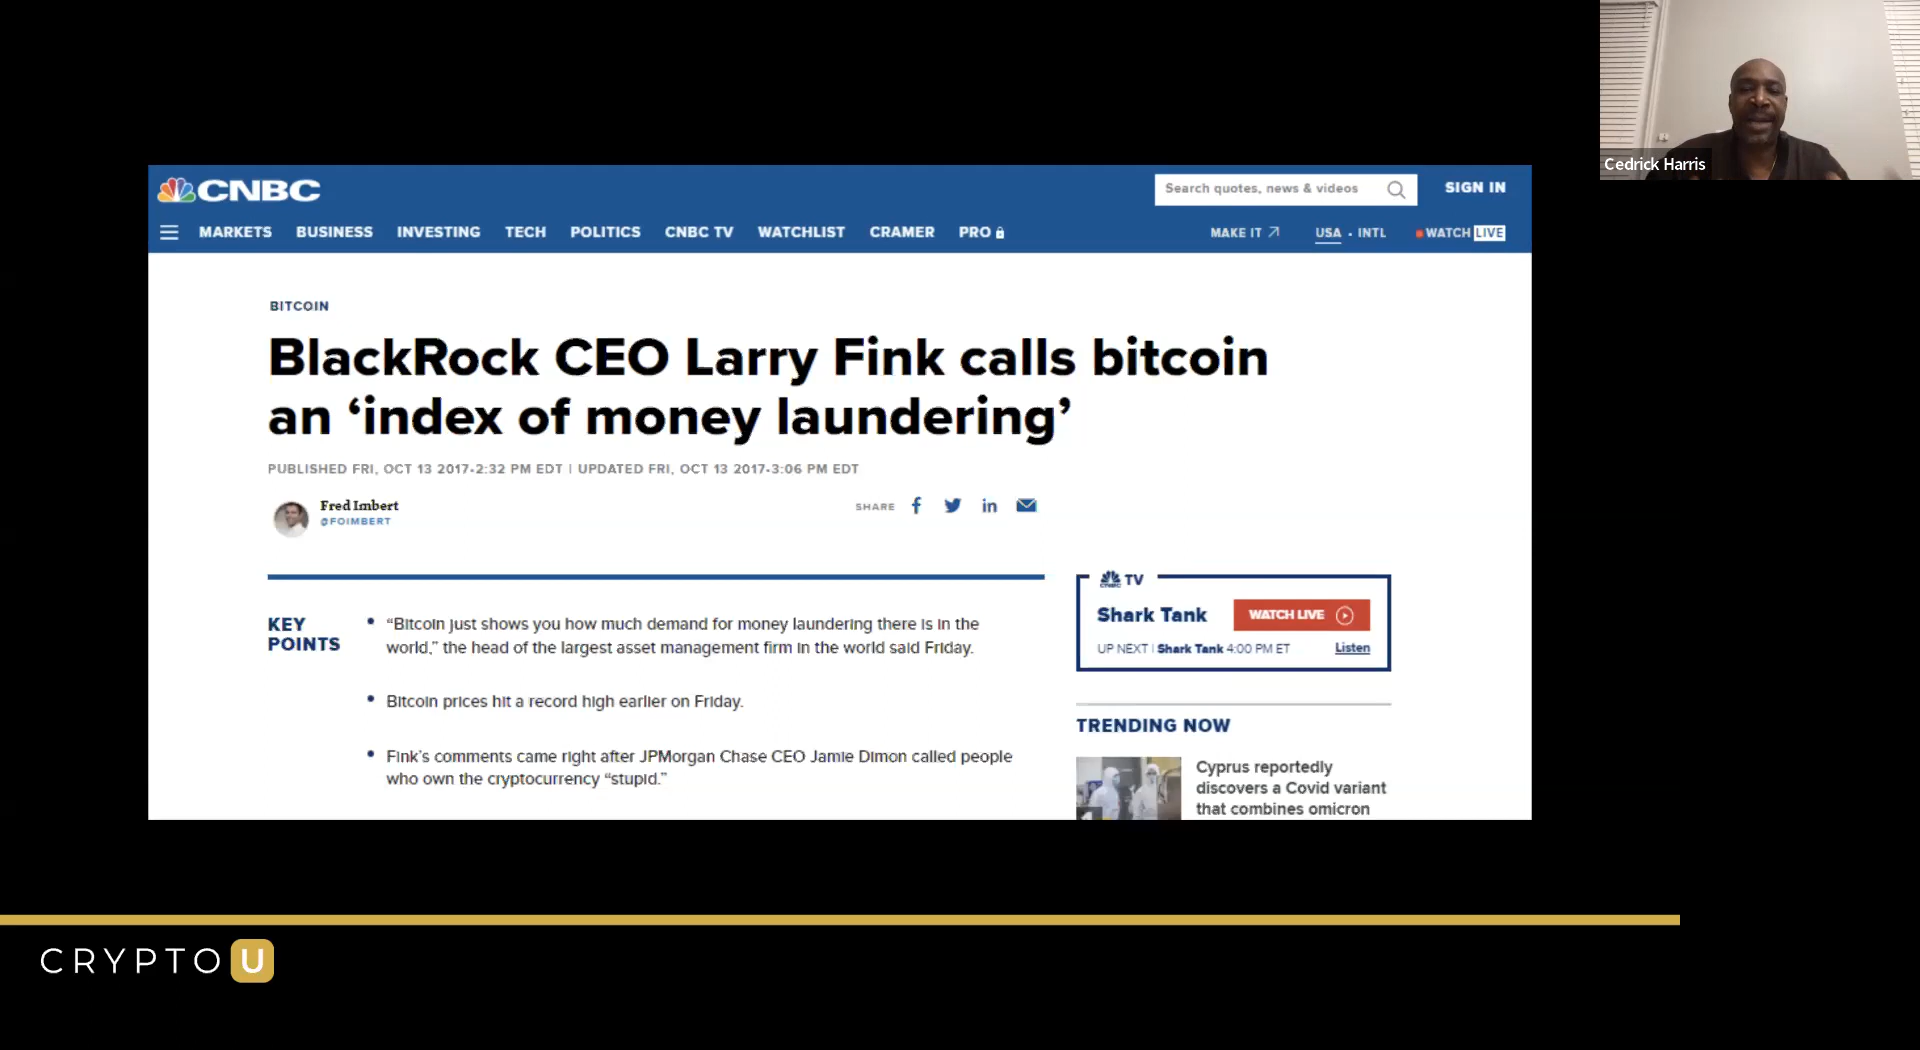 Cedrick Harris
CNBC
Search quotes, news & videos
SIGN IN
MARKETS BUSINESS INVESTING TECH POLITICS CNBC TV WATCHLIST CRAMER PRO
MAKE IT USA • INTL WATCH LIVE
BITCOIN
BlackRock CEO Larry Fink calls bitcoin
an ‘index of money laundering’
PUBLISHED FRI, OCT 13 2017•2:32 PM EDT | UPDATED FRI, OCT 13 2017•3:06 PM EDT
Fred Imbert
@FOIMBERT
SHARE
KEY
POINTS
• “Bitcoin just shows you how much demand for money laundering there is in the
world,” the head of the largest asset management firm in the world said Friday.
• Bitcoin prices hit a record high earlier on Friday.
• Fink’s comments came right after JPMorgan Chase CEO Jamie Dimon called people
who own the cryptocurrency “stupid.”
CNBC TV
Shark Tank
WATCH LIVE
UP NEXT | Shark Tank 4:00 PM ET
Listen
TRENDING NOW
Cyprus reportedly
discovers a Covid variant
that combines omicron
CRYPTO U